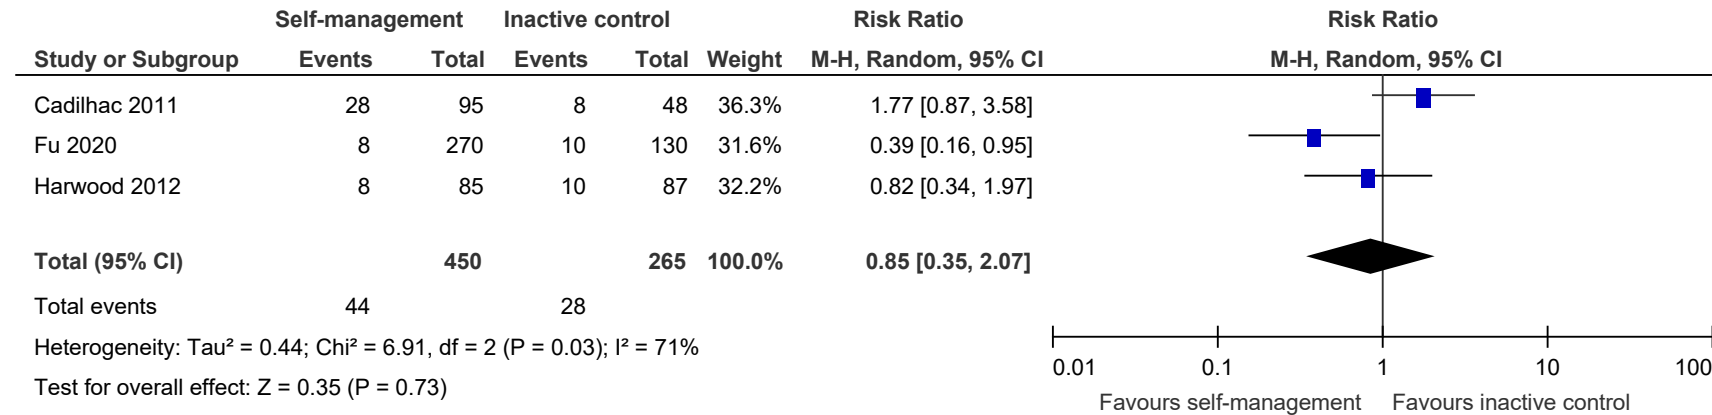 Self-management Inactive control Risk Ratio Risk Ratio
Study or Subgroup Events Total Events Total Weight M-H, Random, 95% CI M-H, Random, 95% CI
Cadilhac 2011 28 95 8 48 36.3% 1.77 [0.87, 3.58]
Fu 2020 8 270 10 130 31.6% 0.39 [0.16, 0.95]
Harwood 2012 8 85 10 87 32.2% 0.82 [0.34, 1.97]
Total (95% CI) 450 265 100.0% 0.85 [0.35, 2.07]
Total events 44 28
Heterogeneity: Tau² = 0.44; Chi² = 6.91, df = 2 (P = 0.03); I² = 71%
Test for overall effect: Z = 0.35 (P = 0.73)
0.01 0.1 1 10 100
Favours self-management Favours inactive control